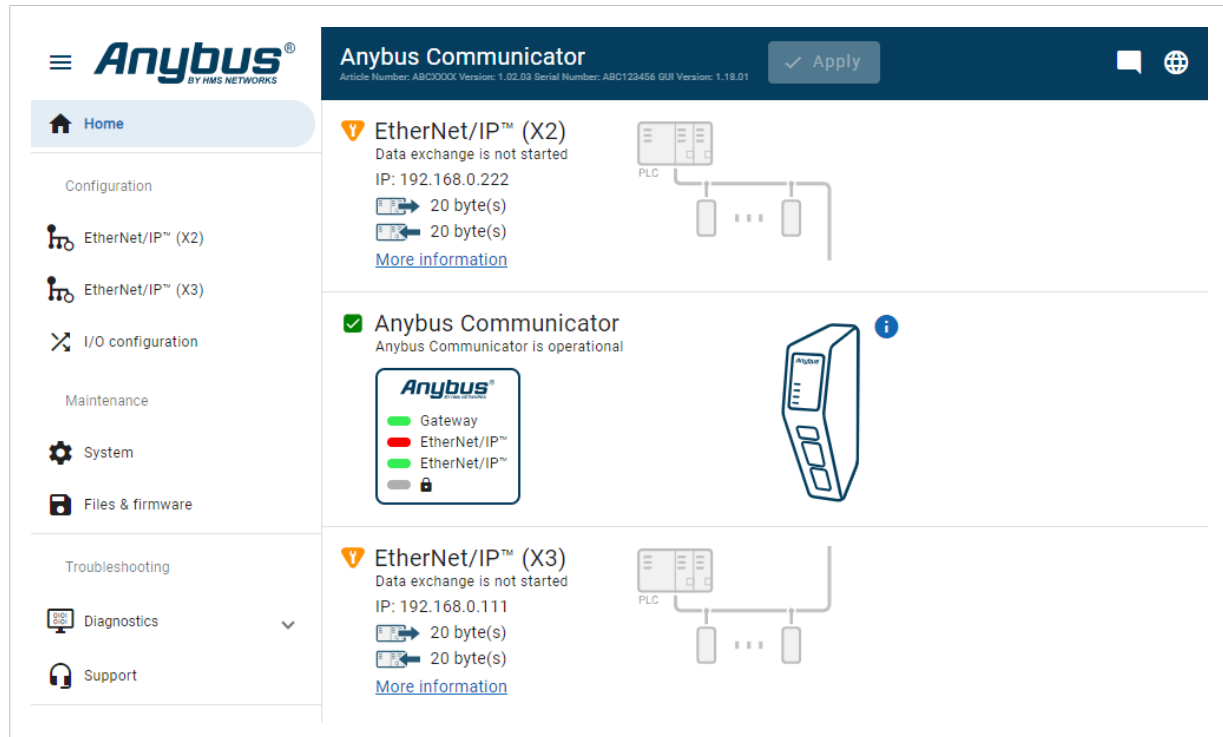 Anybus®
BY HMS NETWORKS
Anybus Communicator
Article Number: ABCXXXX Version: 1.02.03 Serial Number: ABC123456 GUI Version: 1.18.01
Apply
Home
Configuration
EtherNet/IP™ (X2)
EtherNet/IP™ (X3)
I/O configuration
Maintenance
System
Files & firmware
Troubleshooting
Diagnostics
Support
EtherNet/IP™ (X2)
Data exchange is not started
IP: 192.168.0.222
20 byte(s)
20 byte(s)
More information
PLC
Anybus Communicator
Anybus Communicator is operational
Anybus®
BY HMS NETWORKS
Gateway
EtherNet/IP™
EtherNet/IP™
Anybus
EtherNet/IP™ (X3)
Data exchange is not started
IP: 192.168.0.111
20 byte(s)
20 byte(s)
More information
PLC